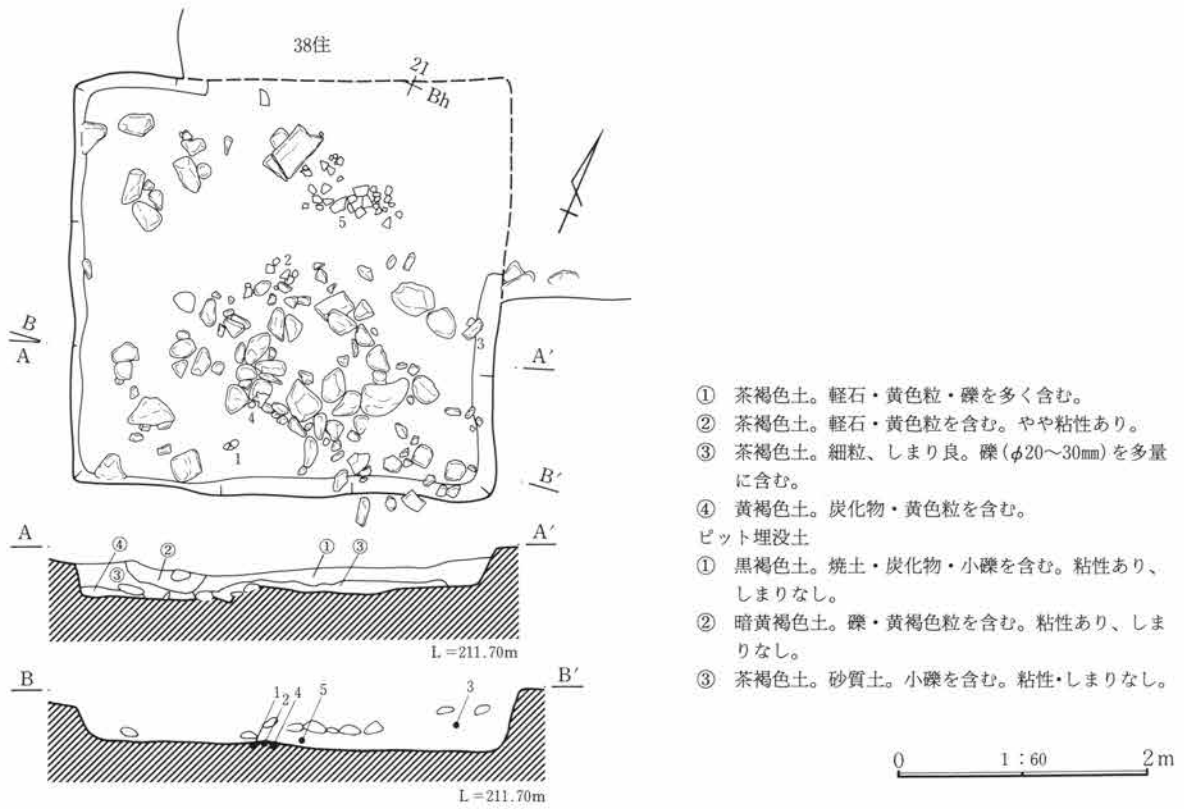 38住
21
Bh
5
2
B
A
3
A′
4
1
B′
A
④
②
①
③
A′
③
L=211.70m
B
1
2
4
5
3
B′
L=211.70m
① 茶褐色土。軽石・黄色粒・礫を多く含む。
② 茶褐色土。軽石・黄色粒を含む。やや粘性あり。
③ 茶褐色土。細粒、しまり良。礫(φ20〜30㎜)を多量
に含む。
④ 黄褐色土。炭化物・黄色粒を含む。
ピット埋没土
① 黒褐色土。焼土・炭化物・小礫を含む。粘性あり、
しまりなし。
② 暗黄褐色土。礫・黄褐色粒を含む。粘性あり、しま
りなし。
③ 茶褐色土。砂質土。小礫を含む。粘性・しまりなし。
0 1:60 2m